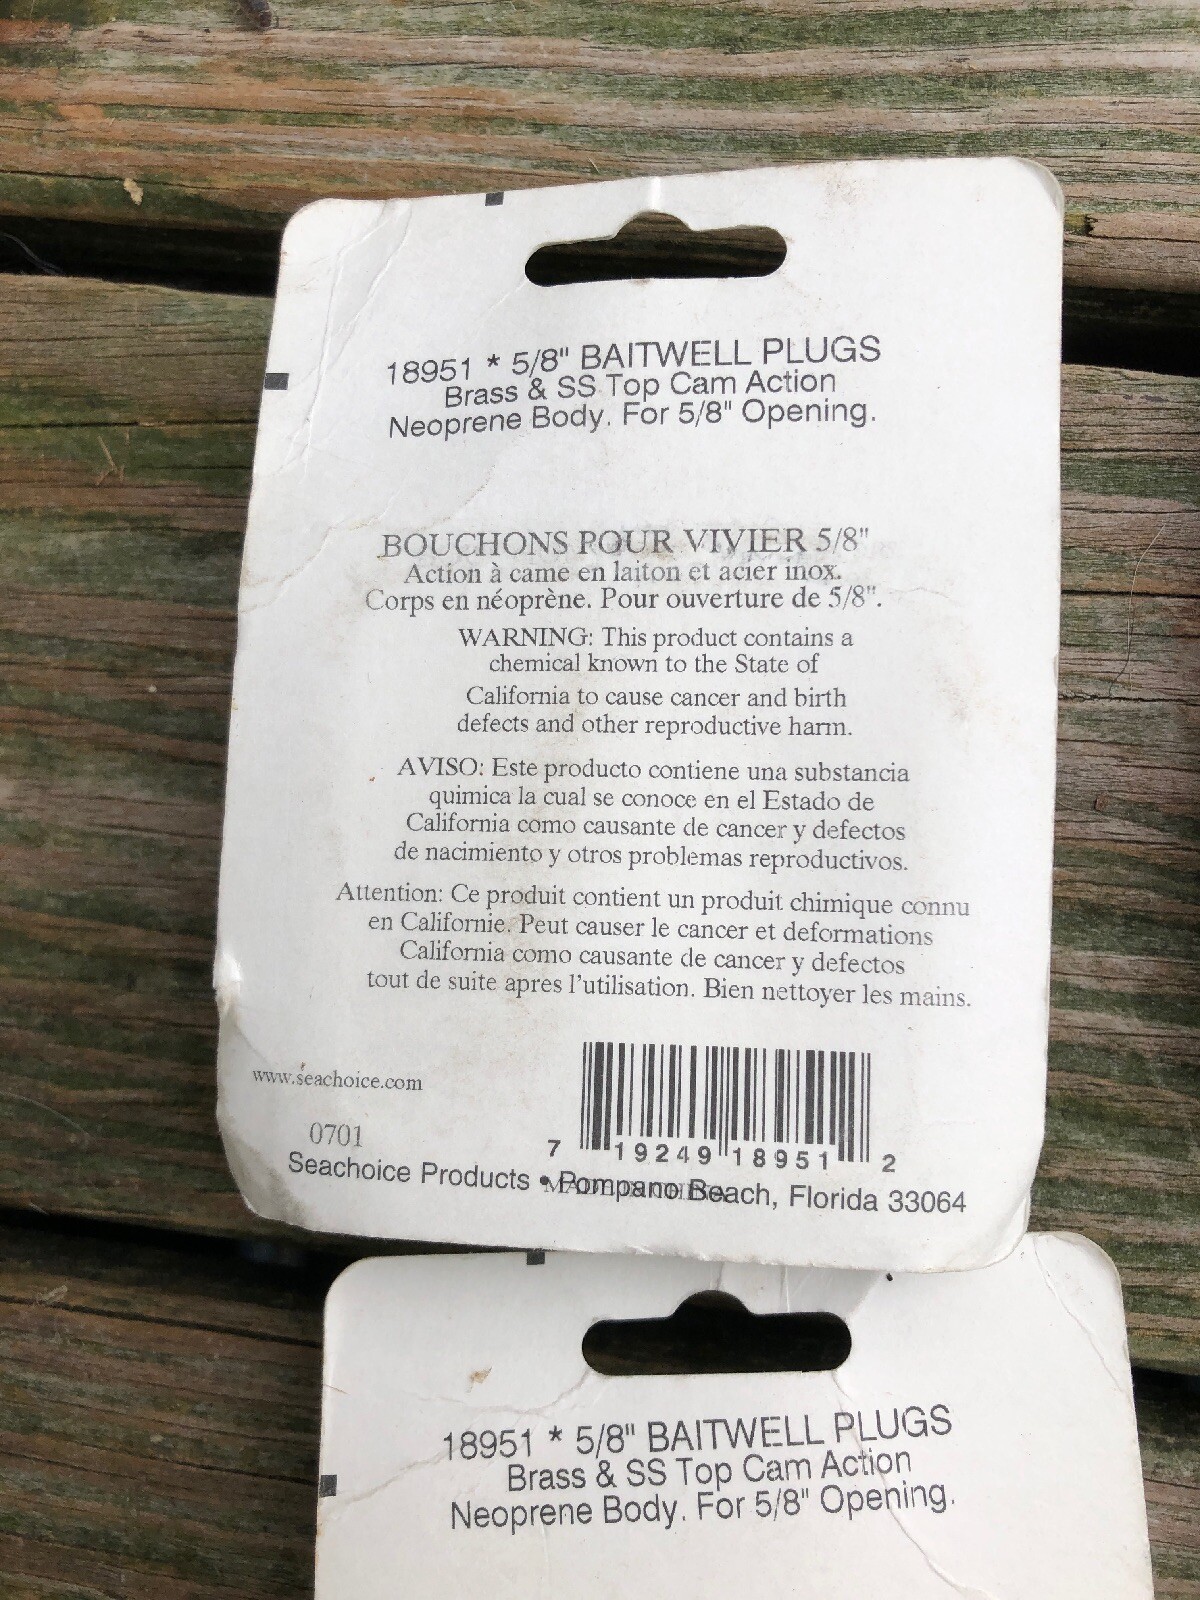 18951 * 5/8" BAITWELL PLUGS
Brass & SS Top Cam Action
Neoprene Body. For 5/8" Opening.
BOUCHONS POUR VIVIER 5/8"
Action à came en laiton et acier inox.
Corps en néoprène. Pour ouverture de 5/8".
WARNING: This product contains a
chemical known to the State of
California to cause cancer and birth
defects and other reproductive harm.
AVISO: Este producto contiene una substancia
quimica la cual se conoce en el Estado de
California como causante de cancer y defectos
de nacimiento y otros problemas reproductivos.
Attention: Ce produit contient un produit chimique connu
en Californie. Peut causer le cancer et deformations
California como causante de cancer y defectos
tout de suite apres l'utilisation. Bien nettoyer les mains.
www.seachoice.com
0701
7 19249 18951 2
Seachoice Products • Pompano Beach, Florida 33064
18951 * 5/8" BAITWELL PLUGS
Brass & SS Top Cam Action
Neoprene Body. For 5/8" Opening.